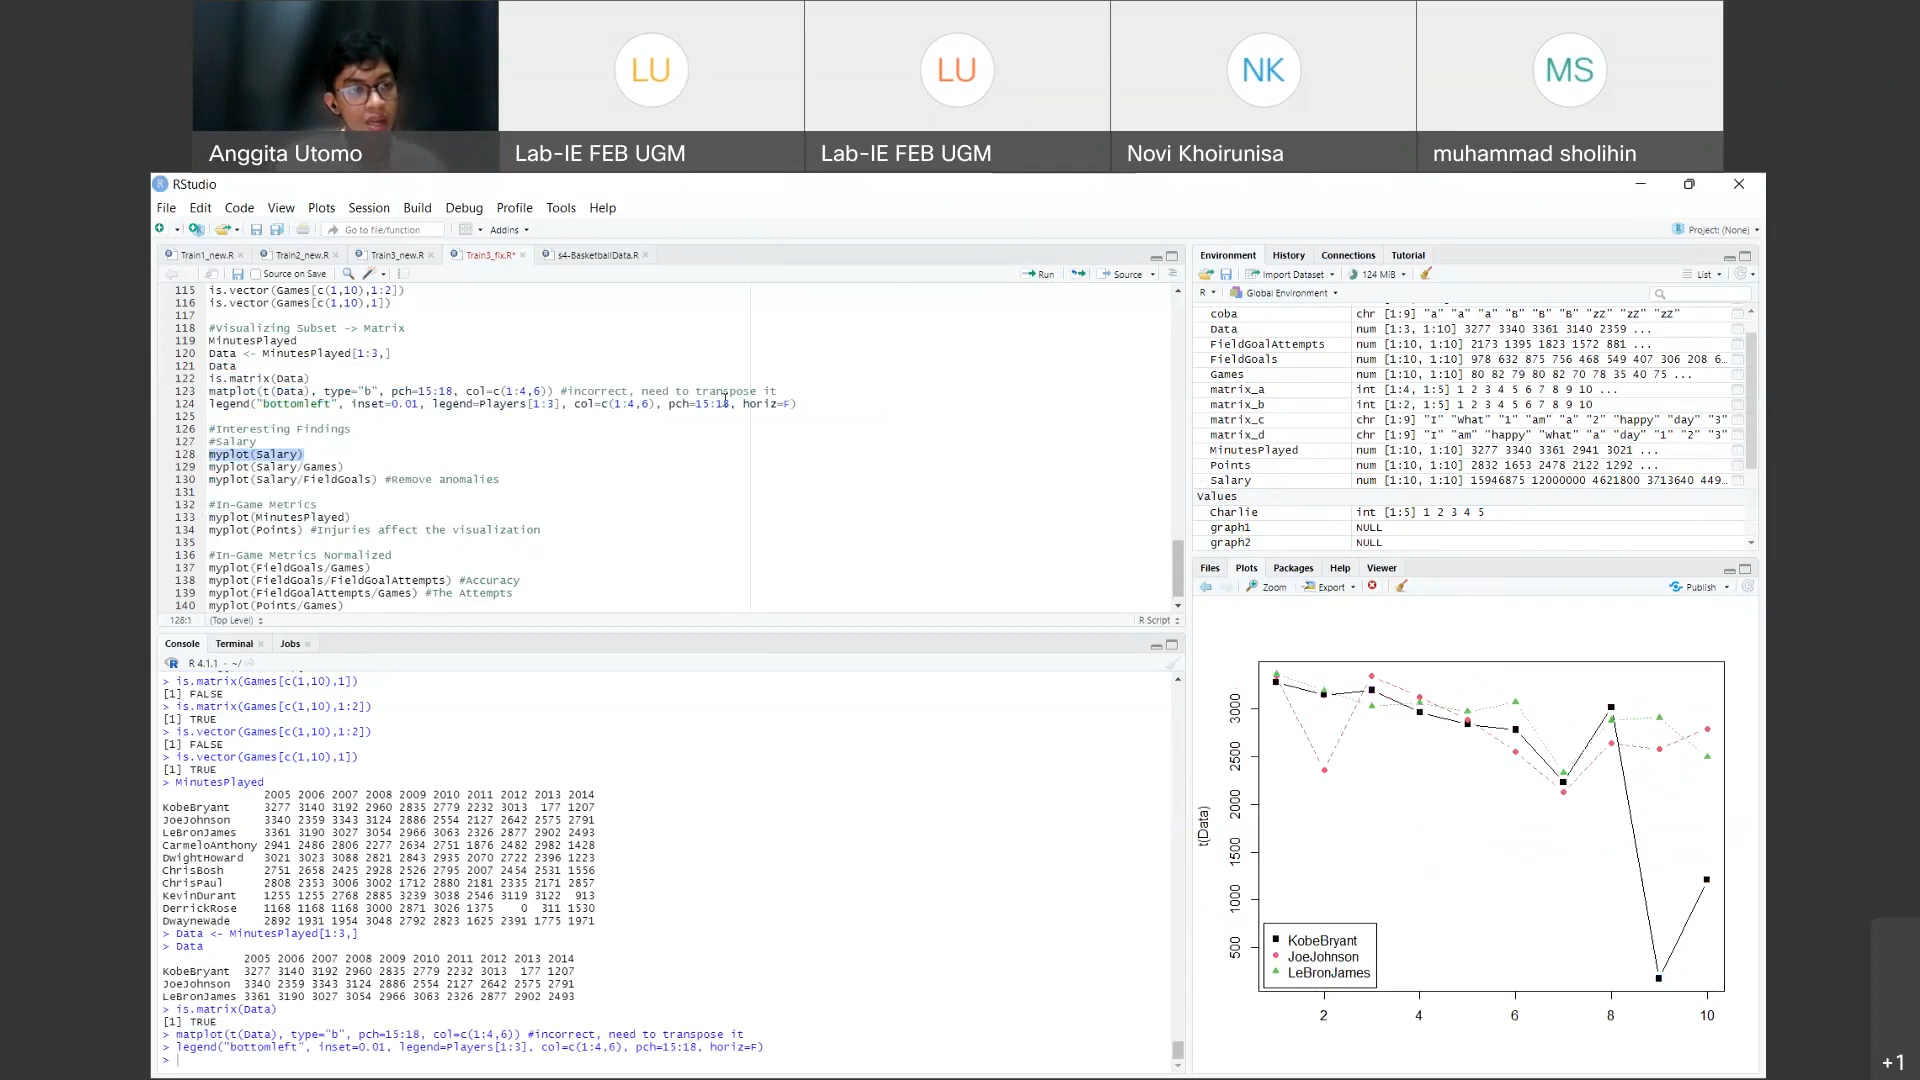 LU
LU
NK
MS
Anggita Utomo
Lab-IE FEB UGM
Lab-IE FEB UGM
Novi Khoirunisa
muhammad sholihin
RStudio
File Edit Code View Plots Session Build Debug Profile Tools Help
Go to file/function
Addins
Project: (None)
Train1_new.R
Train2_new.R
Train3_new.R
Train3_fix.R*
s4-BasketballData.R
Source on Save
Run
Source
115 is.vector(Games[c(1,10),1:2])
116 is.vector(Games[c(1,10),1])
117
118 #Visualizing Subset -> Matrix
119 MinutesPlayed
120 Data <- MinutesPlayed[1:3,]
121 Data
122 is.matrix(Data)
123 matplot(t(Data), type="b", pch=15:18, col=c(1:4,6)) #incorrect, need to transpose it
124 legend("bottomleft", inset=0.01, legend=Players[1:3], col=c(1:4,6), pch=15:18, horiz=F)
125
126 #Interesting Findings
127 #Salary
128 myplot(Salary)
129 myplot(Salary/Games)
130 myplot(Salary/FieldGoals) #Remove anomalies
131
132 #In-Game Metrics
133 myplot(MinutesPlayed)
134 myplot(Points) #Injuries affect the visualization
135
136 #In-Game Metrics Normalized
137 myplot(FieldGoals/Games)
138 myplot(FieldGoals/FieldGoalAttempts) #Accuracy
139 myplot(FieldGoalAttempts/Games) #The Attempts
140 myplot(Points/Games)
128:1 (Top Level) R Script
Console Terminal Jobs
R 4.1.1 · ~/
> is.matrix(Games[c(1,10),1])
[1] FALSE
> is.matrix(Games[c(1,10),1:2])
[1] TRUE
> is.vector(Games[c(1,10),1:2])
[1] FALSE
> is.vector(Games[c(1,10),1])
[1] TRUE
> MinutesPlayed
2005 2006 2007 2008 2009 2010 2011 2012 2013 2014
KobeBryant 3277 3140 3192 2960 2835 2779 2232 3013 177 1207
JoeJohnson 3340 2359 3343 3124 2886 2554 2127 2642 2575 2791
LeBronJames 3361 3190 3027 3054 2966 3063 2326 2877 2902 2493
CarmeloAnthony 2941 2486 2806 2277 2634 2751 1876 2482 2982 1428
DwightHoward 3021 3023 3088 2821 2843 2935 2070 2722 2396 1223
ChrisBosh 2751 2658 2425 2928 2526 2795 2007 2454 2531 1556
ChrisPaul 2808 2353 3006 3002 1712 2880 2181 2335 2171 2857
KevinDurant 1255 1255 2768 2885 3239 3038 2546 3119 3122 913
DerrickRose 1168 1168 1168 3000 2871 3026 1375 0 311 1530
DwayneWade 2892 1931 1954 3048 2792 2823 1625 2391 1775 1971
> Data <- MinutesPlayed[1:3,]
> Data
2005 2006 2007 2008 2009 2010 2011 2012 2013 2014
KobeBryant 3277 3140 3192 2960 2835 2779 2232 3013 177 1207
JoeJohnson 3340 2359 3343 3124 2886 2554 2127 2642 2575 2791
LeBronJames 3361 3190 3027 3054 2966 3063 2326 2877 2902 2493
> is.matrix(Data)
[1] TRUE
> matplot(t(Data), type="b", pch=15:18, col=c(1:4,6)) #incorrect, need to transpose it
> legend("bottomleft", inset=0.01, legend=Players[1:3], col=c(1:4,6), pch=15:18, horiz=F)
>
Environment History Connections Tutorial
Import Dataset
124 MiB
List
R
Global Environment
coba chr [1:9] "a" "a" "a" "B" "B" "B" "zz" "zz" "zz"
Data num [1:3, 1:10] 3277 3340 3361 3140 2359 ...
FieldGoalAttempts num [1:10, 1:10] 2173 1395 1823 1572 881 ...
FieldGoals num [1:10, 1:10] 978 632 875 756 468 549 407 306 208 6...
Games num [1:10, 1:10] 80 82 79 80 82 70 78 35 40 75 ...
matrix_a int [1:4, 1:5] 1 2 3 4 5 6 7 8 9 10 ...
matrix_b int [1:2, 1:5] 1 2 3 4 5 6 7 8 9 10
matrix_c chr [1:9] "I" "what" "1" "am" "a" "2" "happy" "day" "3"
matrix_d chr [1:9] "I" "am" "happy" "what" "a" "day" "1" "2" "3"
MinutesPlayed num [1:10, 1:10] 3277 3340 3361 2941 3021 ...
Points num [1:10, 1:10] 2832 1653 2478 2122 1292 ...
Salary num [1:10, 1:10] 15946875 12000000 4621800 3713640 449...
Values
Charlie int [1:5] 1 2 3 4 5
graph1 NULL
graph2 NULL
Files Plots Packages Help Viewer
Zoom
Export
Publish
t(Data)
3000
2500
2000
1500
1000
500
KobeBryant
JoeJohnson
LeBronJames
2 4 6 8 10
+1